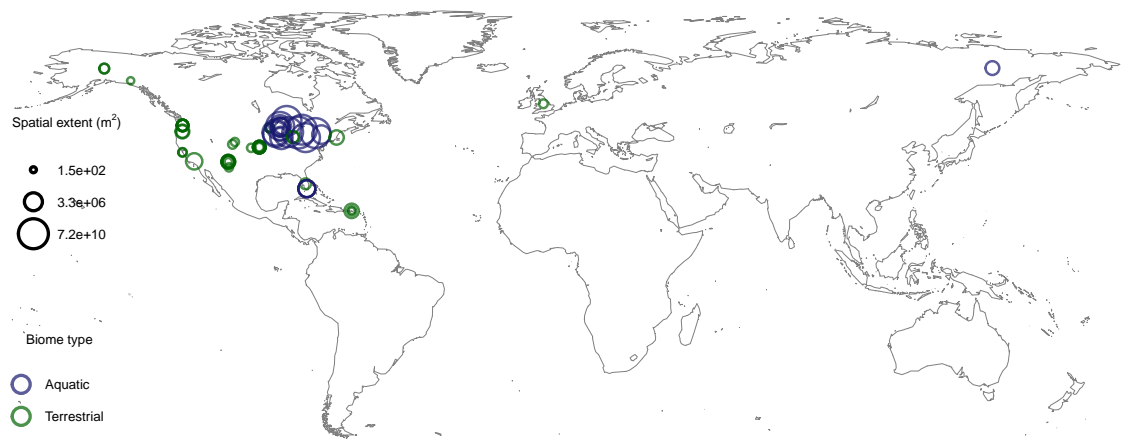 Spatial extent (m²)
1.5e+02
3.3e+06
7.2e+10
Biome type
Aquatic
Terrestrial